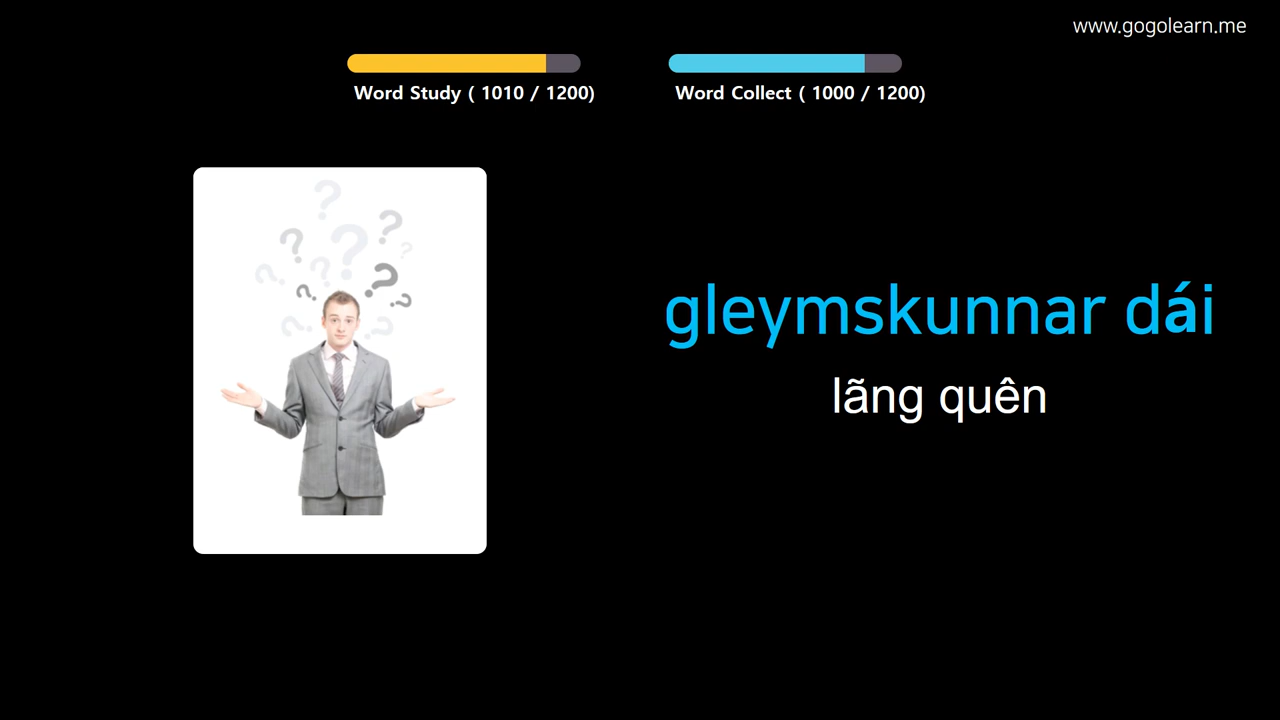 www.gogolearn.me
Word Study ( 1010 / 1200)
Word Collect ( 1000 / 1200)
? ? ? ? ? ? ? ? ? ? ? ?
gleymskunnar dái
lãng quên